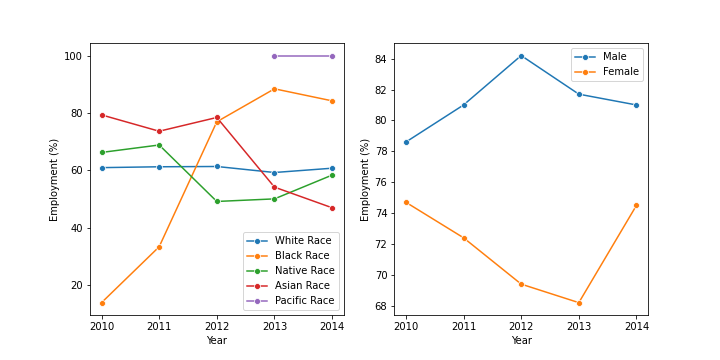 100
80
60
40
20
Employment (%)
2010 2011 2012 2013 2014
Year
White Race
Black Race
Native Race
Asian Race
Pacific Race
84
82
80
78
76
74
72
70
68
Employment (%)
2010 2011 2012 2013 2014
Year
Male
Female